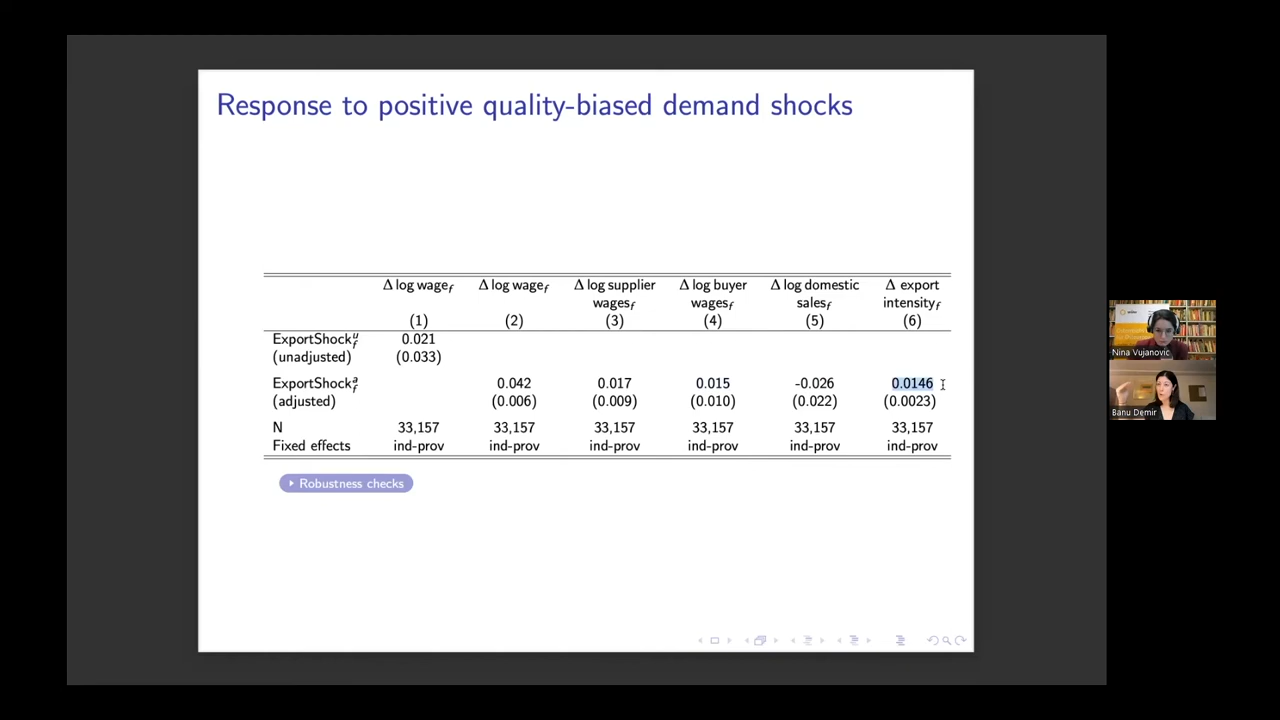 Response to positive quality-biased demand shocks
Δ log wage_f Δ log wage_f Δ log supplier Δ log buyer Δ log domestic Δ export
wages_f wages_f sales_f intensity_f
(1) (2) (3) (4) (5) (6)
ExportShock^u_f 0.021
(unadjusted) (0.033)
ExportShock^a_f 0.042 0.017 0.015 -0.026 0.0146
(adjusted) (0.006) (0.009) (0.010) (0.022) (0.0023)
N 33,157 33,157 33,157 33,157 33,157 33,157
Fixed effects ind-prov ind-prov ind-prov ind-prov ind-prov ind-prov
Robustness checks
Nina Vujanović
Banu Demir